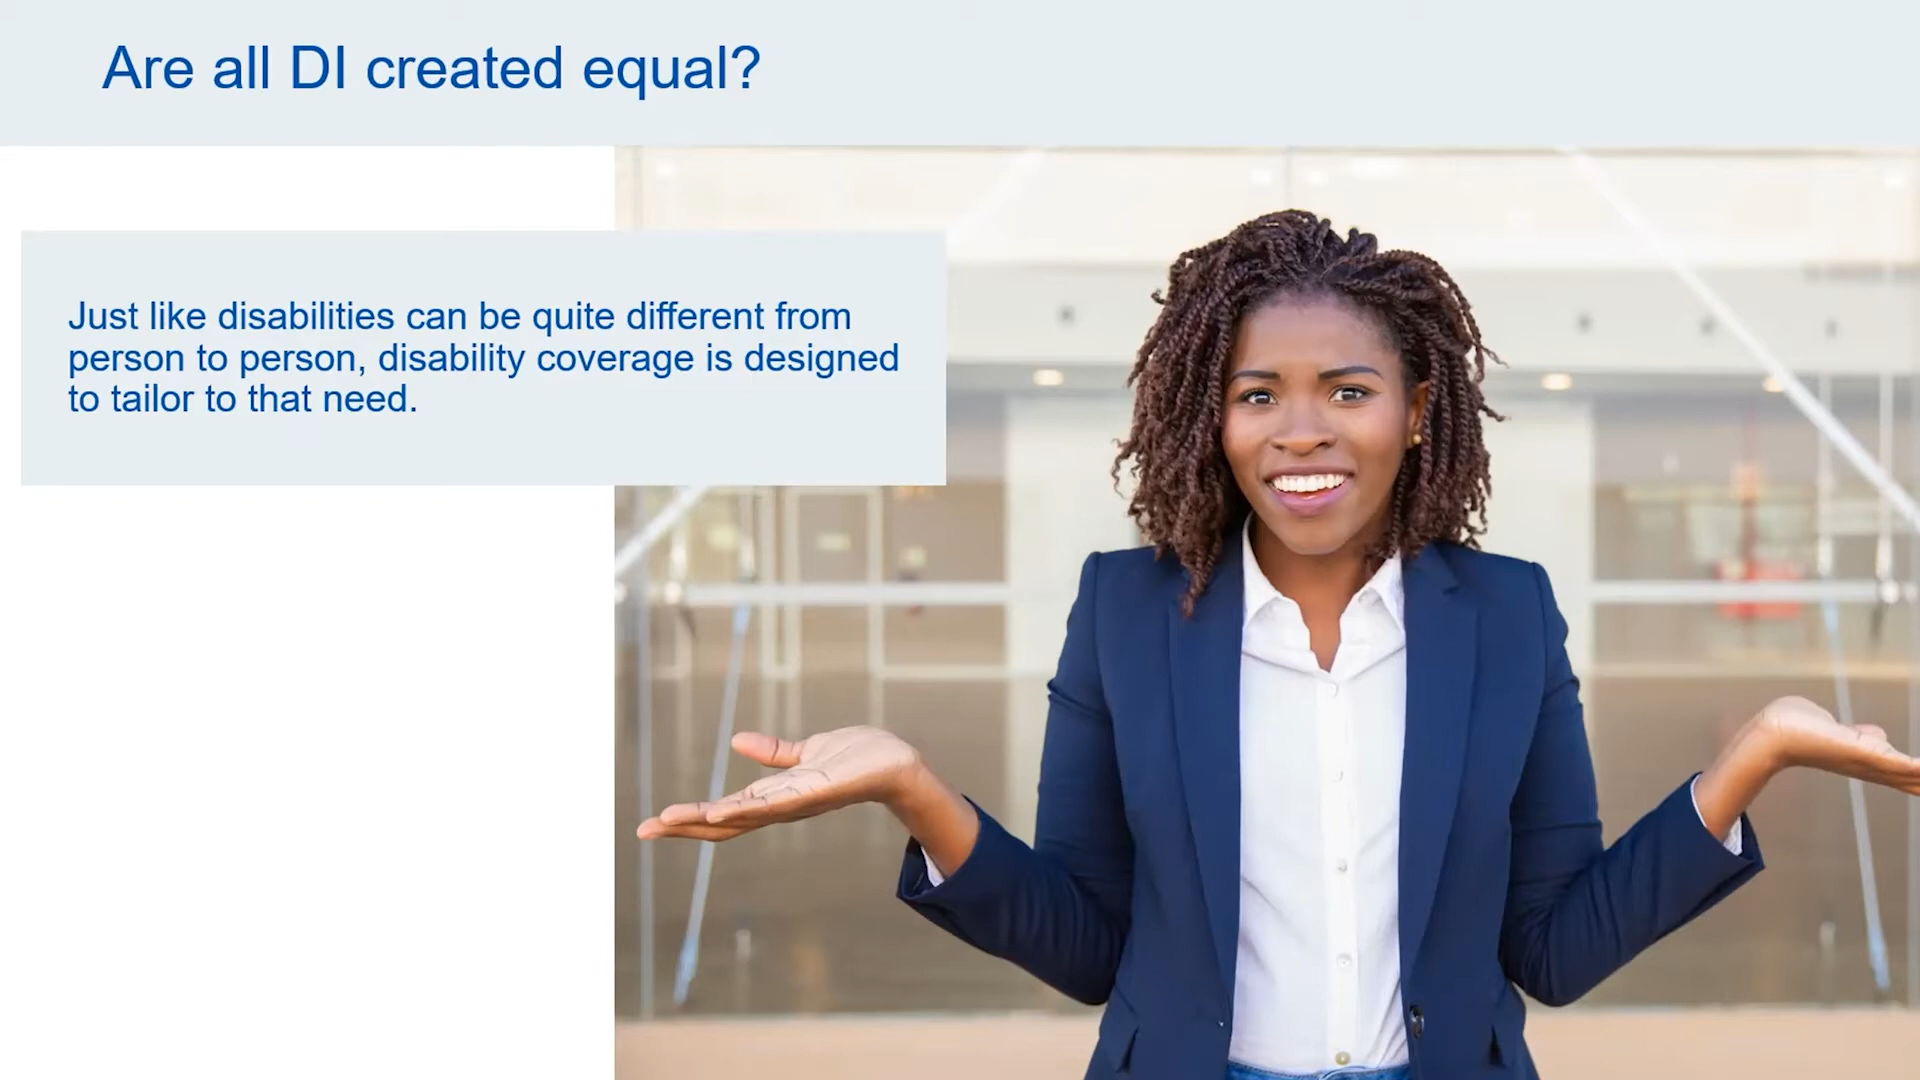 Are all DI created equal?
Just like disabilities can be quite different from
person to person, disability coverage is designed
to tailor to that need.